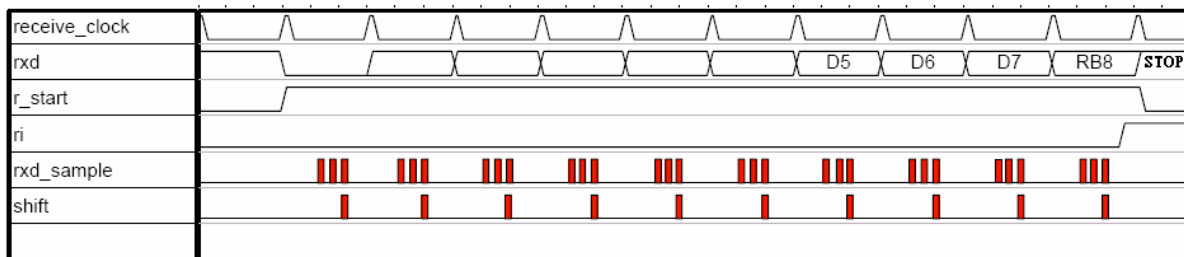 receive_clock
rxd D5 D6 D7 RB8 STOP
r_start
ri
rxd_sample
shift